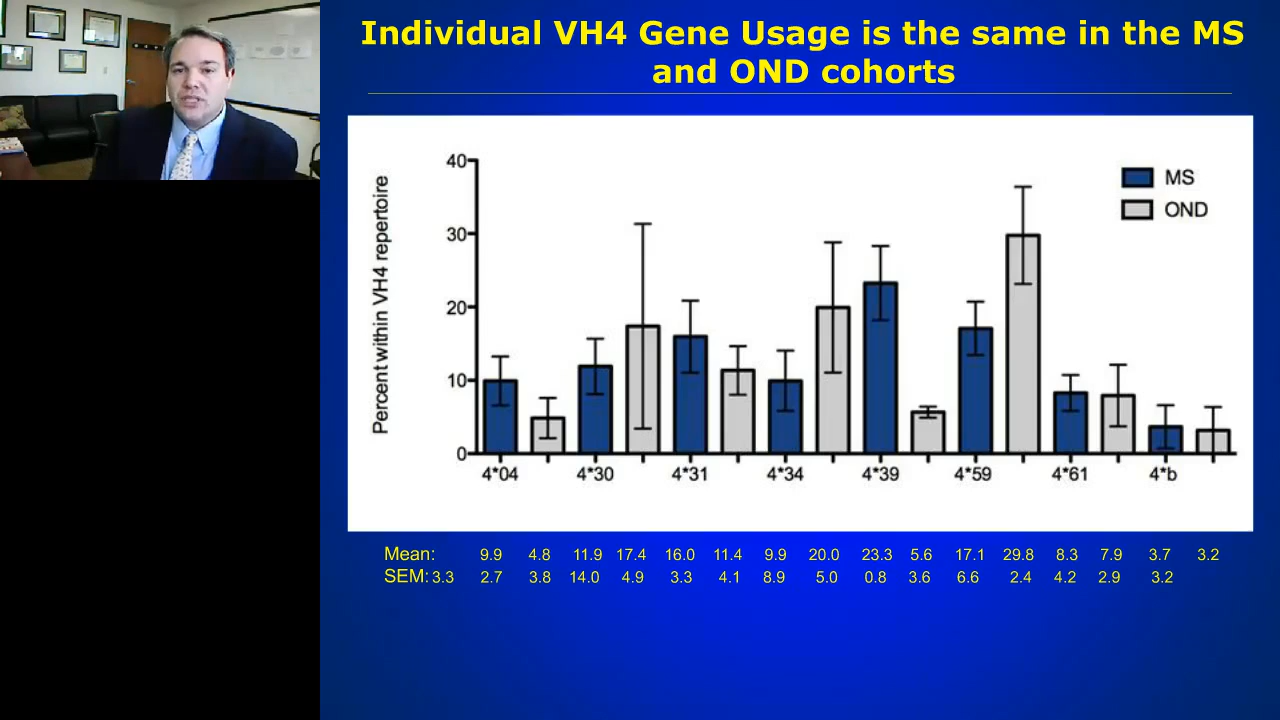 Individual VH4 Gene Usage is the same in the MS
and OND cohorts
Percent within VH4 repertoire
40
30
20
10
0
MS
OND
4*04 4*30 4*31 4*34 4*39 4*59 4*61 4*b
Mean: 9.9 4.8 11.9 17.4 16.0 11.4 9.9 20.0 23.3 5.6 17.1 29.8 8.3 7.9 3.7 3.2
SEM: 3.3 2.7 3.8 14.0 4.9 3.3 4.1 8.9 5.0 0.8 3.6 6.6 2.4 4.2 2.9 3.2